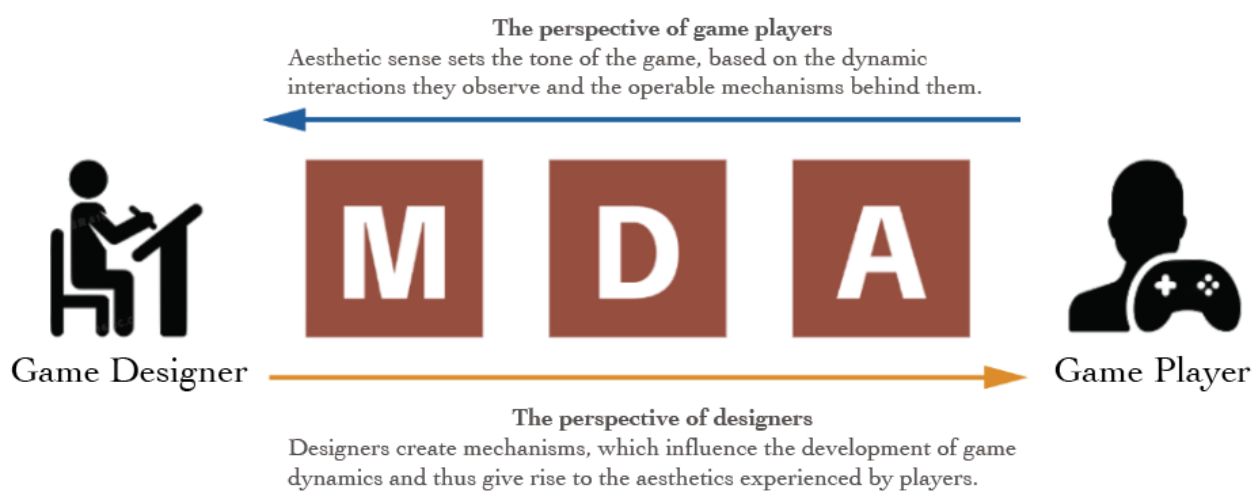 The perspective of game players
Aesthetic sense sets the tone of the game, based on the dynamic
interactions they observe and the operable mechanisms behind them.
M D A
Game Designer
Game Player
The perspective of designers
Designers create mechanisms, which influence the development of game
dynamics and thus give rise to the aesthetics experienced by players.